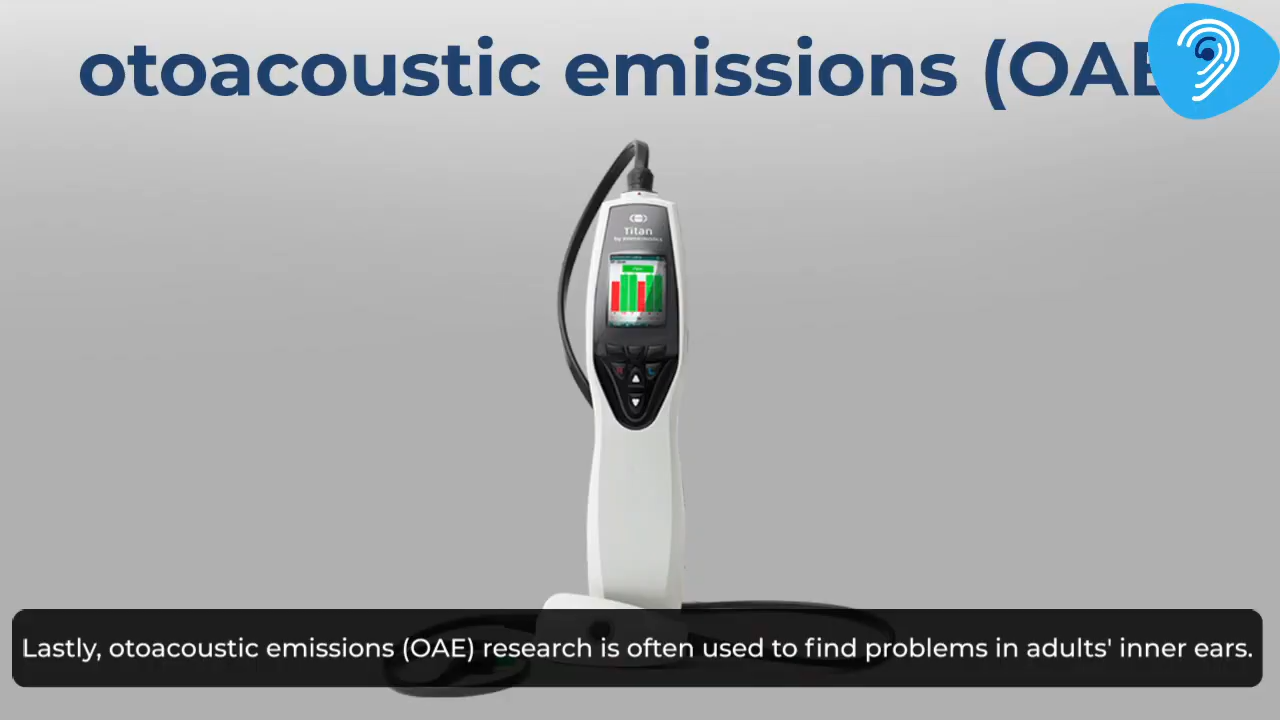 otoacoustic emissions (OAE
Titan
Lastly, otoacoustic emissions (OAE) research is often used to find problems in adults' inner ears.